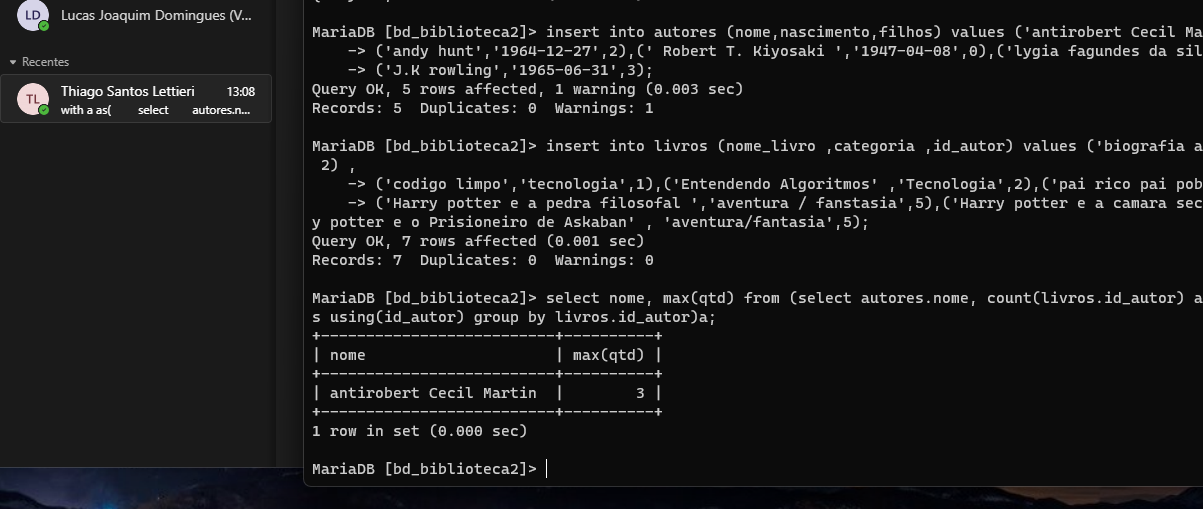 LD Lucas Joaquim Domingues (V...
Recentes
Thiago Santos Lettieri 13:08
TL
with a as( select autores.n...
MariaDB [bd_biblioteca2]> insert into autores (nome,nascimento,filhos) values ('antirobert Cecil Ma
-> ('andy hunt','1964-12-27',2),(' Robert T. Kiyosaki ','1947-04-08',0),('lygia fagundes da sil
-> ('J.K rowling','1965-06-31',3);
Query OK, 5 rows affected, 1 warning (0.003 sec)
Records: 5  Duplicates: 0  Warnings: 1
MariaDB [bd_biblioteca2]> insert into livros (nome_livro ,categoria ,id_autor) values ('biografia a
2) ,
-> ('codigo limpo','tecnologia',1),('Entendendo Algoritmos' ,'Tecnologia',2),('pai rico pai pob
-> ('Harry potter e a pedra filosofal ','aventura / fanstasia',5),('Harry potter e a camara sec
y potter e o Prisioneiro de Askaban' , 'aventura/fantasia',5);
Query OK, 7 rows affected (0.001 sec)
Records: 7  Duplicates: 0  Warnings: 0
MariaDB [bd_biblioteca2]> select nome, max(qtd) from (select autores.nome, count(livros.id_autor) a
s using(id_autor) group by livros.id_autor)a;
+--------------------------+----------+
| nome                     | max(qtd) |
+--------------------------+----------+
| antirobert Cecil Martin  |        3 |
+--------------------------+----------+
1 row in set (0.000 sec)
MariaDB [bd_biblioteca2]>